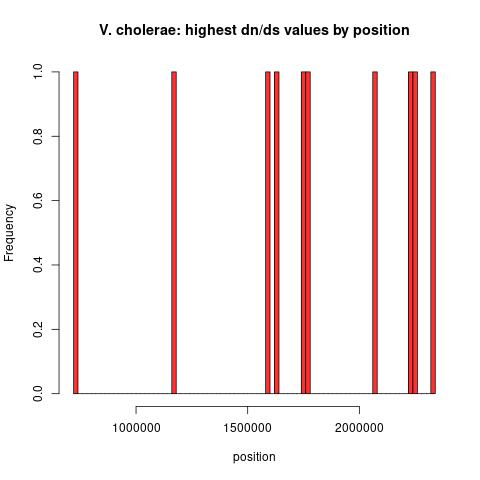 V. cholerae: highest dn/ds values by position
Frequency
1.0
0.8
0.6
0.4
0.2
0.0
1000000 1500000 2000000
position